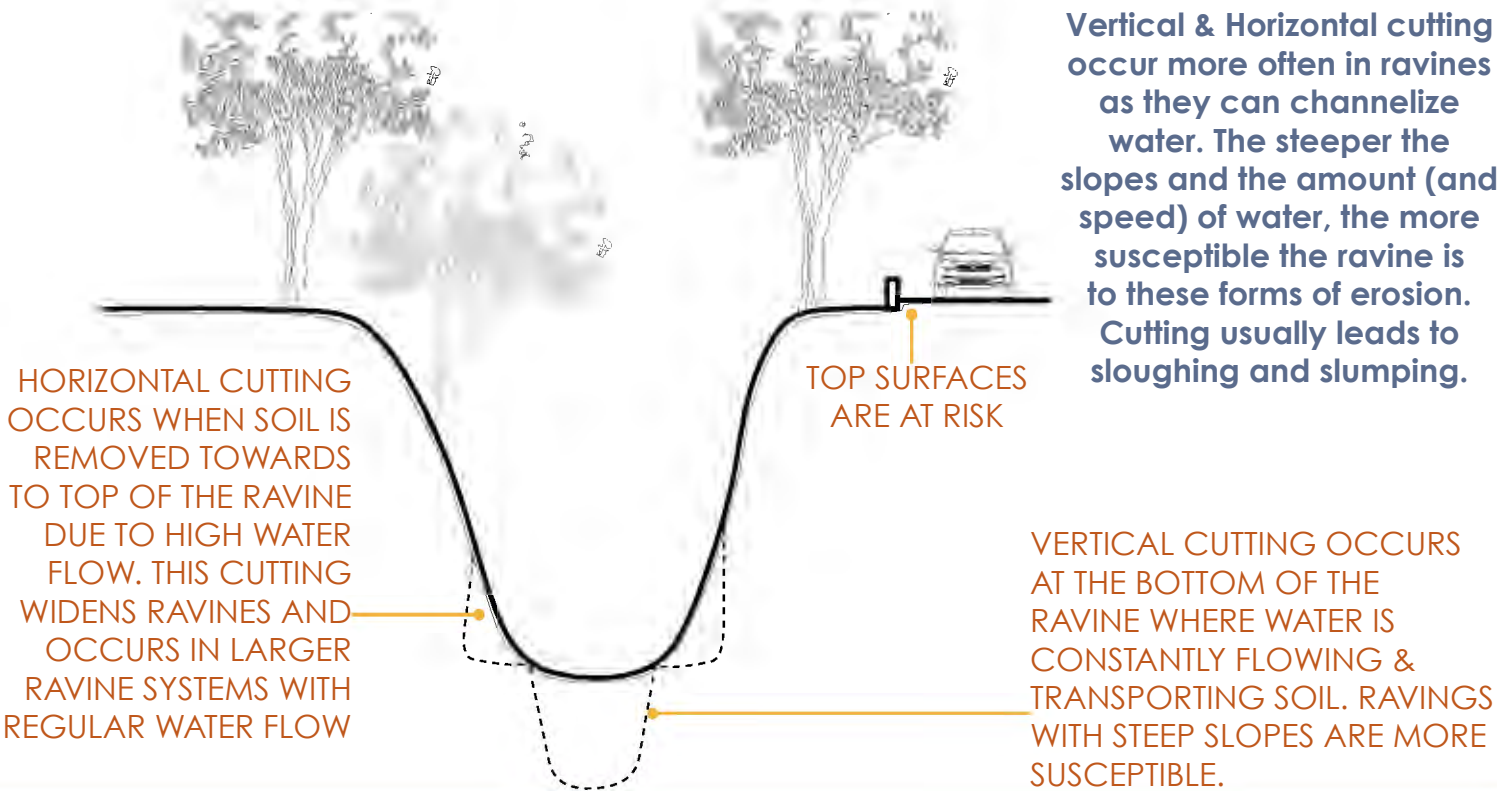 Vertical & Horizontal cutting
occur more often in ravines
as they can channelize
water. The steeper the
slopes and the amount (and
speed) of water, the more
susceptible the ravine is
to these forms of erosion.
Cutting usually leads to
sloughing and slumping.
HORIZONTAL CUTTING
OCCURS WHEN SOIL IS
REMOVED TOWARDS
TO TOP OF THE RAVINE
DUE TO HIGH WATER
FLOW. THIS CUTTING
WIDENS RAVINES AND
OCCURS IN LARGER
RAVINE SYSTEMS WITH
REGULAR WATER FLOW
TOP SURFACES
ARE AT RISK
VERTICAL CUTTING OCCURS
AT THE BOTTOM OF THE
RAVINE WHERE WATER IS
CONSTANTLY FLOWING &
TRANSPORTING SOIL. RAVINGS
WITH STEEP SLOPES ARE MORE
SUSCEPTIBLE.